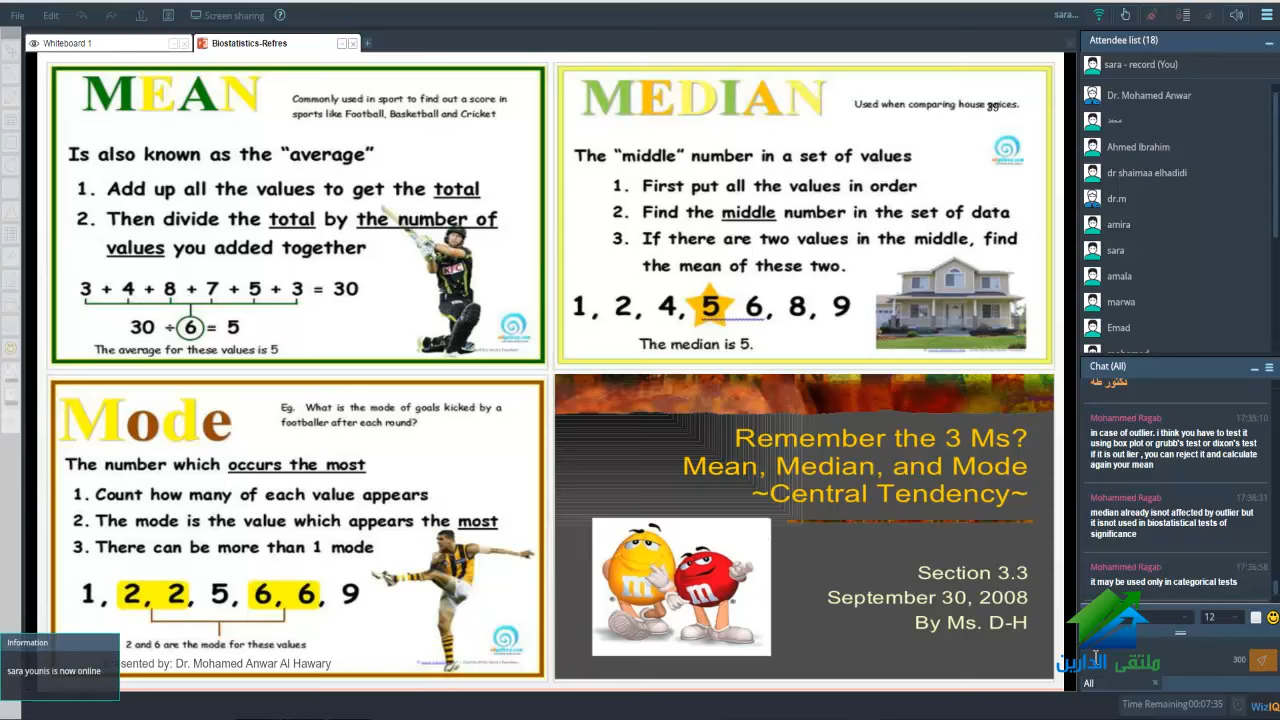 File Edit Screen sharing
sara...
Whiteboard 1
Biostatistics-Refres
MEAN
Commonly used in sport to find out a score in
sports like Football, Basketball and Cricket
Is also known as the “average”
1. Add up all the values to get the total
2. Then divide the total by the number of
values you added together
3 + 4 + 8 + 7 + 5 + 3 = 30
30 ÷ 6 = 5
The average for these values is 5
MEDIAN
Used when comparing house
39
The “middle” number in a set of values
1. First put all the values in order
2. Find the middle number in the set of data
3. If there are two values in the middle, find
the mean of these two.
1, 2, 4, 5 6, 8, 9
The median is 5.
Mode
Eg. What is the mode of goals kicked by a
footballer after each round?
The number which occurs the most
1. Count how many of each value appears
2. The mode is the value which appears the most
3. There can be more than 1 mode
1, 2, 2, 5, 6, 6, 9
2 and 6 are the mode for these values
Presented by: Dr. Mohamed Anwar Al Hawary
Remember the 3 Ms?
Mean, Median, and Mode
~Central Tendency~
Section 3.3
September 30, 2008
By Ms. D-H
Information
sara younis is now online
Attendee list (18)
sara - record (You)
Dr. Mohamed Anwar
محمد
Ahmed Ibrahim
dr shaimaa elhadidi
dr.m
amira
sara
amala
marwa
Emad
Chat (All)
دكتور طه
Mohammed Ragab 17:35:10
in case of outlier. i think you have to test it
using box plot or grubb's test or dixon's test
if it is out lier , you can reject it and calculate
again your mean
Mohammed Ragab 17:38:31
median already isnot affected by outlier but
it isnot used in biostatistical tests of
significance
Mohammed Ragab 17:36:58
it may be used only in categorical tests
12
ملتقى الدارين
300
All
Time Remaining 00:07:35
WizIQ